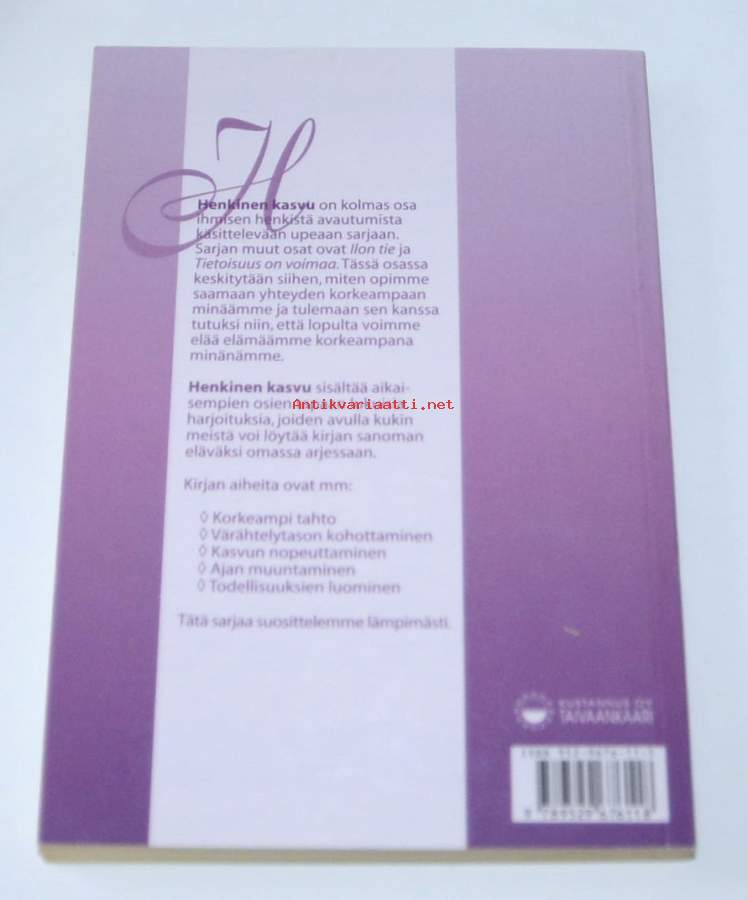 H
Henkinen kasvu on kolmas osa
ihmisen henkistä avautumista
käsittelevään upeaan sarjaan.
Sarjan muut osat ovat Ilon tie ja
Tietoisuus on voimaa. Tässä osassa
keskitytään siihen, miten opimme
saamaan yhteyden korkeampaan
minäämme ja tulemaan sen kanssa
tutuksi niin, että lopulta voimme
elää elämäämme korkeampana
minänämme.
Henkinen kasvu sisältää aikai-
sempien osien
Antikvariaatti.net
harjoituksia, joiden avulla kukin
meistä voi löytää kirjan sanoman
eläväksi omassa arjessaan.
Kirjan aiheita ovat mm:
◊ Korkeampi tahto
◊ Värähtelytason kohottaminen
◊ Kasvun nopeuttaminen
◊ Ajan muuntaminen
◊ Todellisuuksien luominen
Tätä sarjaa suosittelemme lämpimästi.
KUSTANNUS OY
TAIVAANKAARI
ISBN